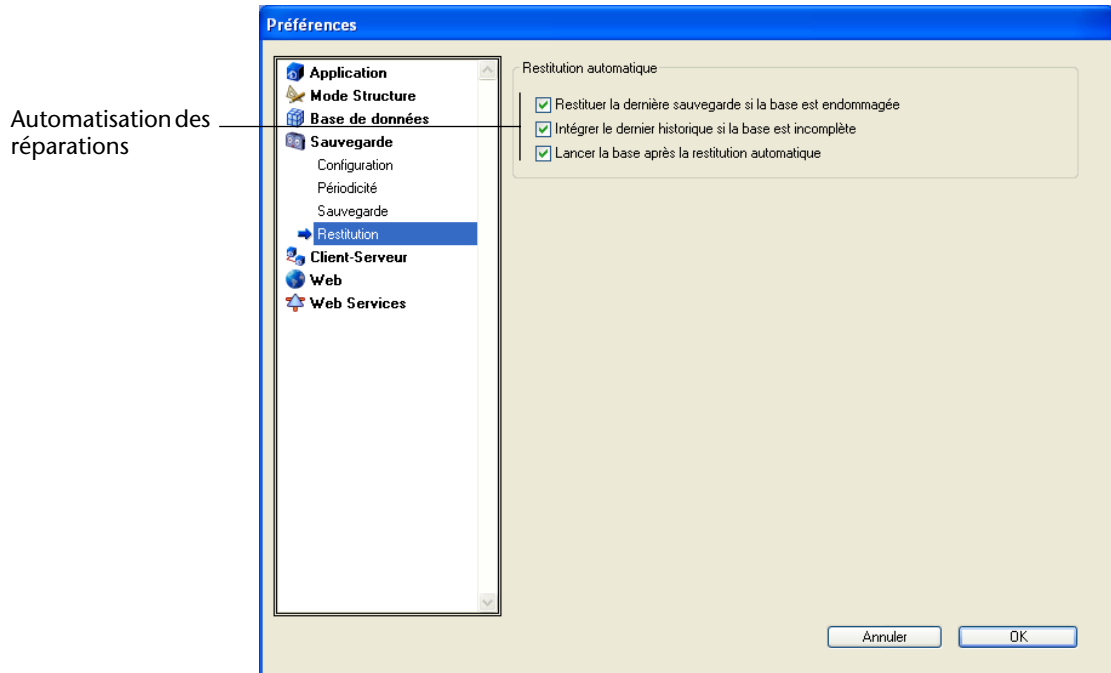 Préférences
Automatisation des
réparations
Application
Mode Structure
Base de données
Sauvegarde
Configuration
Périodicité
Sauvegarde
Restitution
Client-Serveur
Web
Web Services
Restitution automatique
Restituer la dernière sauvegarde si la base est endommagée
Intégrer le dernier historique si la base est incomplète
Lancer la base après la restitution automatique
Annuler
OK